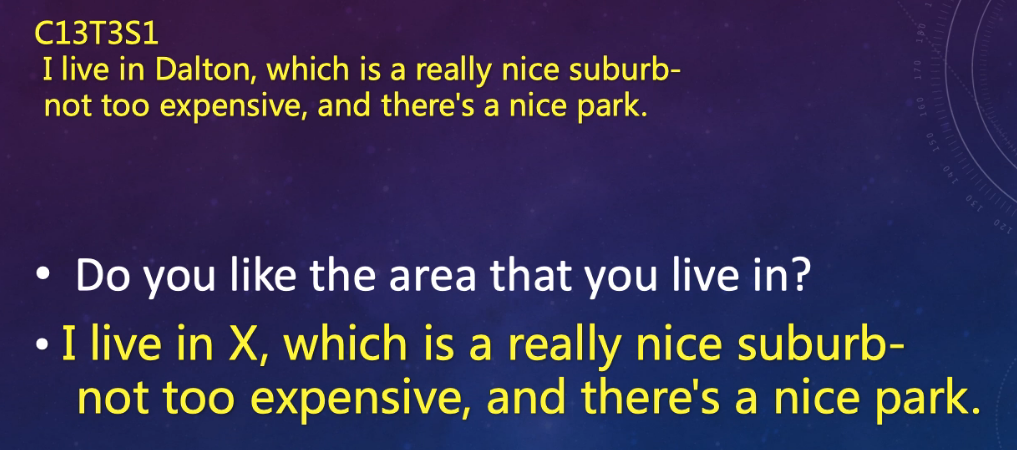 C13T3S1
I live in Dalton, which is a really nice suburb-
not too expensive, and there's a nice park.
• Do you like the area that you live in?
• I live in X, which is a really nice suburb-
not too expensive, and there's a nice park.